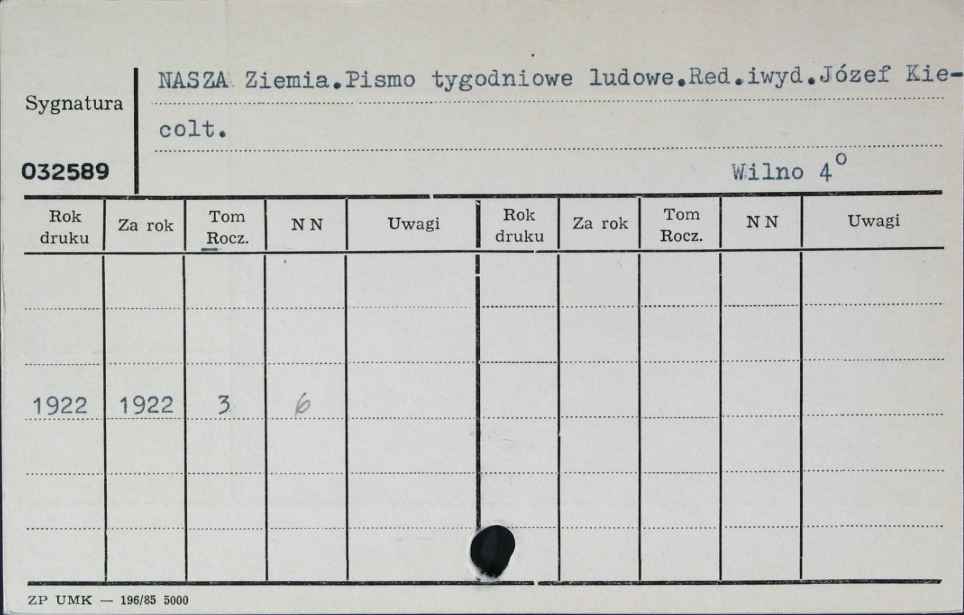 NASZA Ziemia.Pismo tygodniowe ludowe.Red.iwyd.Józef Kie-
Sygnatura
colt.
032589
Wilno 4°
Rok druku Za rok Tom Rocz. N N Uwagi Rok druku Za rok Tom Rocz. N N Uwagi
1922 1922 3 6
ZP UMK — 196/85 5000